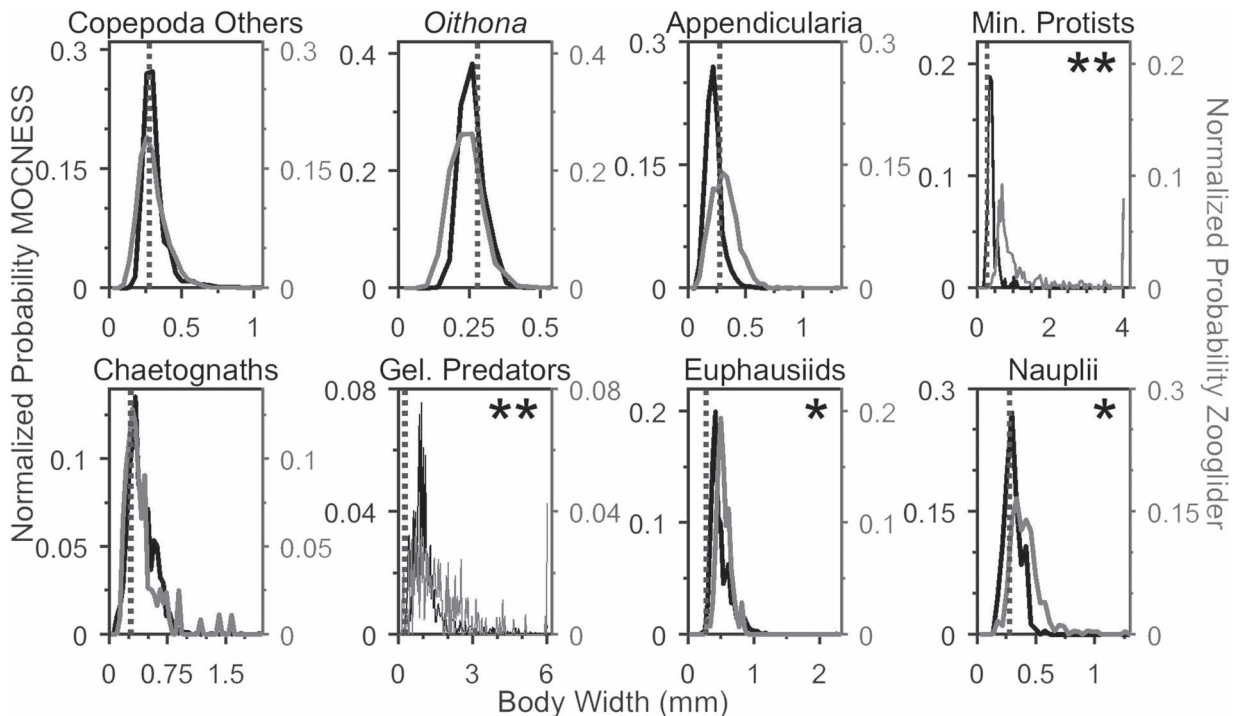 Copepoda Others
Oithona
Appendicularia
Min. Protists
Normalized Probability MOCNESS
Normalized Probability Zooglider
0.3
0.15
0
0.3
0.15
0
0 0.5 1
0.4
0.2
0
0.4
0.2
0
0 0.25 0.5
0.3
0.15
0
0.3
0.15
0
0 0.5 1
**
0.2
0.1
0
0.2
0.1
0
0 2 4
Chaetognaths
Gel. Predators
Euphausiids
Nauplii
0.1
0.05
0
0.1
0.05
0
0 0.75 1.5
**
0.08
0.04
0
0.08
0.04
0
0 2 4 6
*
0.2
0.1
0
0.2
0.1
0
0 1 2
*
0.3
0.15
0
0.3
0.15
0
0 0.5 1
Body Width (mm)